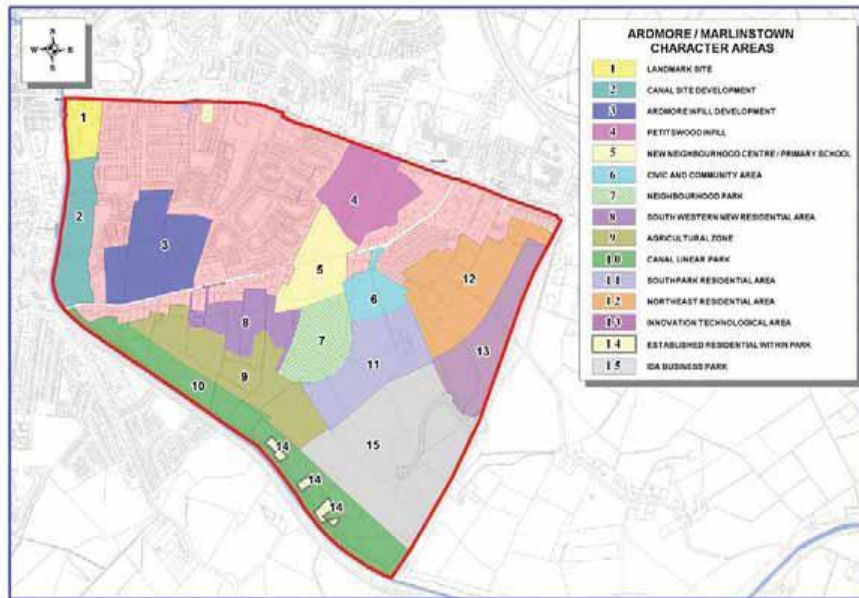 N
W E
S
ARDMORE / MARLINSTOWN
CHARACTER AREAS
1 LANDMARK SITE
2 CANAL SITE DEVELOPMENT
3 ARDMORE INFILL DEVELOPMENT
4 PETITSWOOD INFILL
5 NEW NEIGHBOURHOOD CENTRE / PRIMARY SCHOOL
6 CIVIC AND COMMUNITY AREA
7 NEIGHBOURHOOD PARK
8 SOUTH WESTERN NEW RESIDENTIAL AREA
9 AGRICULTURAL ZONE
10 CANAL LINEAR PARK
11 SOUTHPARK RESIDENTIAL AREA
12 NORTHEAST RESIDENTIAL AREA
13 INNOVATION TECHNOLOGICAL AREA
14 ESTABLISHED RESIDENTIAL WITHIN PARK
15 IDA BUSINESS PARK
1
2
3
4
5
6
7
8
9
10
11
12
13
14
14
14
15